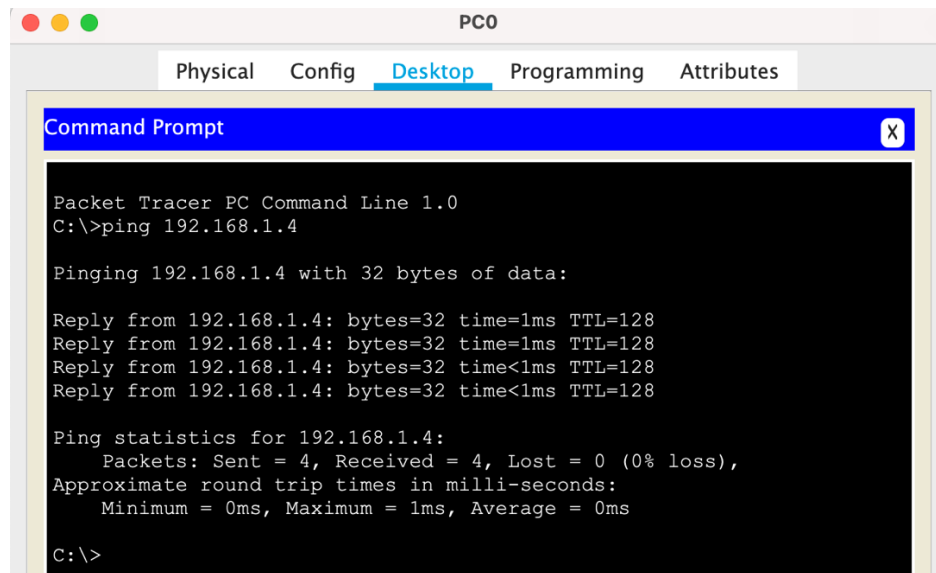 PC0
Physical Config Desktop Programming Attributes
Command Prompt
X
Packet Tracer PC Command Line 1.0
C:\>ping 192.168.1.4
Pinging 192.168.1.4 with 32 bytes of data:
Reply from 192.168.1.4: bytes=32 time=1ms TTL=128
Reply from 192.168.1.4: bytes=32 time=1ms TTL=128
Reply from 192.168.1.4: bytes=32 time<1ms TTL=128
Reply from 192.168.1.4: bytes=32 time<1ms TTL=128
Ping statistics for 192.168.1.4:
Packets: Sent = 4, Received = 4, Lost = 0 (0% loss),
Approximate round trip times in milli-seconds:
Minimum = 0ms, Maximum = 1ms, Average = 0ms
C:\>